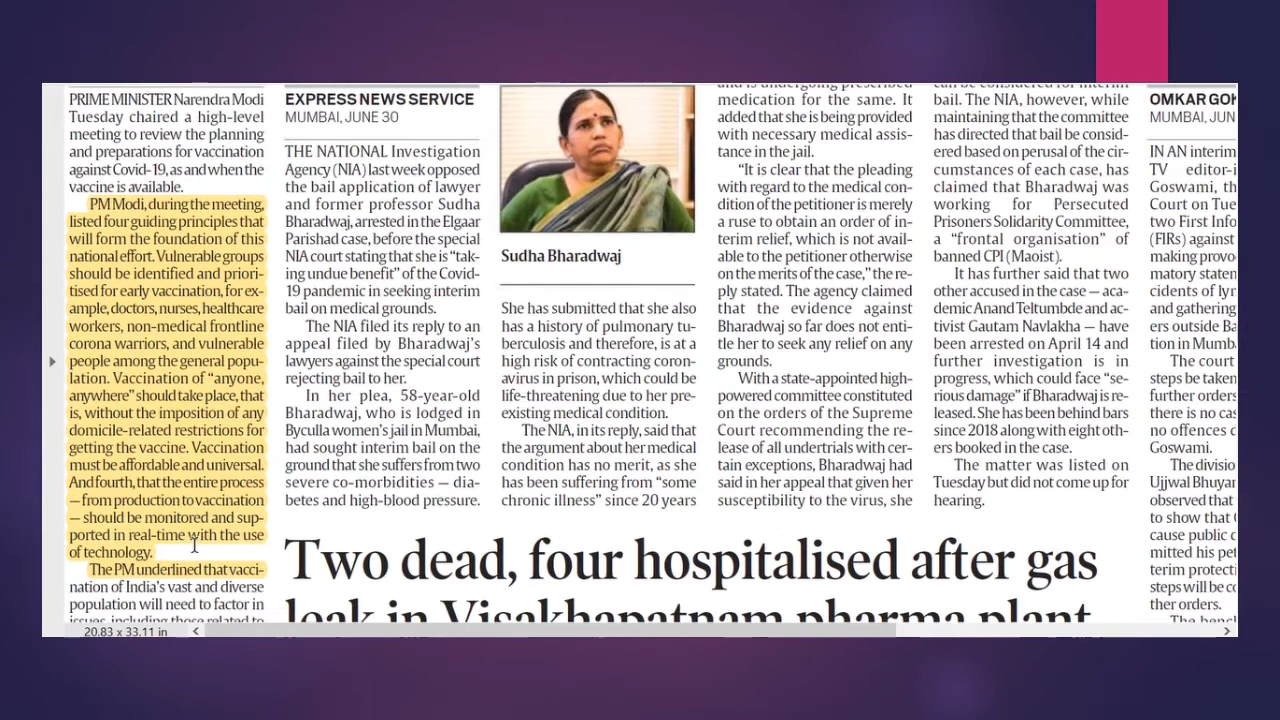 PRIME MINISTER Narendra Modi
Tuesday chaired a high-level
meeting to review the planning
and preparations for vaccination
against Covid-19, as and when the
vaccine is available.
PM Modi, during the meeting,
listed four guiding principles that
will form the foundation of this
national effort. Vulnerable groups
should be identified and priori-
tised for early vaccination, for ex-
ample, doctors, nurses, healthcare
workers, non-medical frontline
corona warriors, and vulnerable
people among the general popu-
lation. Vaccination of “anyone,
anywhere” should take place, that
is, without the imposition of any
domicile-related restrictions for
getting the vaccine. Vaccination
must be affordable and universal.
And fourth, that the entire process
— from production to vaccination
— should be monitored and sup-
ported in real-time with the use
of technology.
The PM underlined that vacci-
nation of India's vast and diverse
population will need to factor in
issues, including those related to
EXPRESS NEWS SERVICE
MUMBAI, JUNE 30
THE NATIONAL Investigation
Agency (NIA) last week opposed
the bail application of lawyer
and former professor Sudha
Bharadwaj, arrested in the Elgaar
Parishad case, before the special
NIA court stating that she is “tak-
ing undue benefit” of the Covid-
19 pandemic in seeking interim
bail on medical grounds.
The NIA filed its reply to an
appeal filed by Bharadwaj's
lawyers against the special court
rejecting bail to her.
In her plea, 58-year-old
Bharadwaj, who is lodged in
Byculla women's jail in Mumbai,
had sought interim bail on the
ground that she suffers from two
severe co-morbidities — dia-
betes and high-blood pressure.
Sudha Bharadwaj
She has submitted that she also
has a history of pulmonary tu-
berculosis and therefore, is at a
high risk of contracting coron-
avirus in prison, which could be
life-threatening due to her pre-
existing medical condition.
The NIA, in its reply, said that
the argument about her medical
condition has no merit, as she
has been suffering from “some
chronic illness” since 20 years
and is undergoing prescribed
medication for the same. It
added that she is being provided
with necessary medical assis-
tance in the jail.
“It is clear that the pleading
with regard to the medical con-
dition of the petitioner is merely
a ruse to obtain an order of in-
terim relief, which is not avail-
able to the petitioner otherwise
on the merits of the case,” the re-
ply stated. The agency claimed
that the evidence against
Bharadwaj so far does not enti-
tle her to seek any relief on any
grounds.
With a state-appointed high-
powered committee constituted
on the orders of the Supreme
Court recommending the re-
lease of all undertrials with cer-
tain exceptions, Bharadwaj had
said in her appeal that given her
susceptibility to the virus, she
can be considered for interim
bail. The NIA, however, while
maintaining that the committee
has directed that bail be consid-
ered based on perusal of the cir-
cumstances of each case, has
claimed that Bharadwaj was
working for Persecuted
Prisoners Solidarity Committee,
a “frontal organisation” of
banned CPI (Maoist).
It has further said that two
other accused in the case — aca-
demic Anand Teltumbde and ac-
tivist Gautam Navlakha — have
been arrested on April 14 and
further investigation is in
progress, which could face “se-
rious damage” if Bharadwaj is re-
leased. She has been behind bars
since 2018 along with eight oth-
ers booked in the case.
The matter was listed on
Tuesday but did not come up for
hearing.
OMKAR GOK
MUMBAI, JUN
IN AN interim
TV editor-i
Goswami, th
Court on Tue
two First Info
(FIRs) against
making provo
matory staten
cidents of lyn
and gathering
ers outside Ba
tion in Mumb
The court
steps be taken
further orders
there is no cas
no offences o
Goswami.
The divisio
Ujjwal Bhuyan
observed that
to show that G
cause public d
mitted his pet
terim protecti
steps will be co
ther orders.
The bench
Two dead, four hospitalised after gas
leak in Visakhapatnam pharma plant
20.83 x 33.11 in